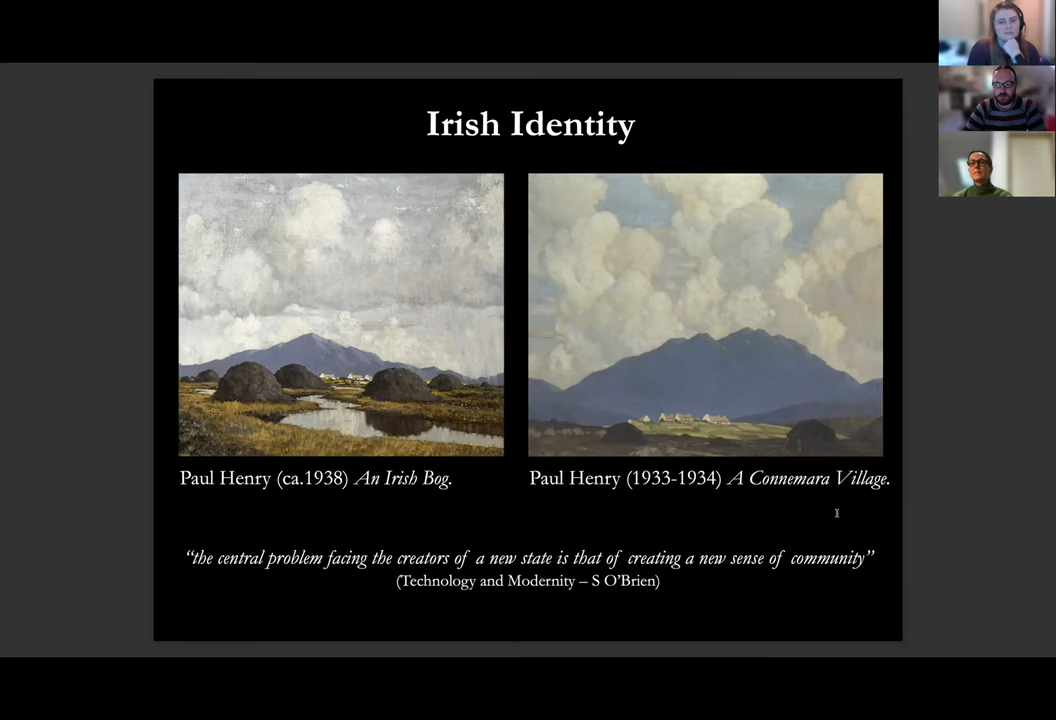 Irish Identity
Paul Henry (ca.1938) An Irish Bog.
Paul Henry (1933-1934) A Connemara Village.
“the central problem facing the creators of a new state is that of creating a new sense of community”
(Technology and Modernity – S O’Brien)